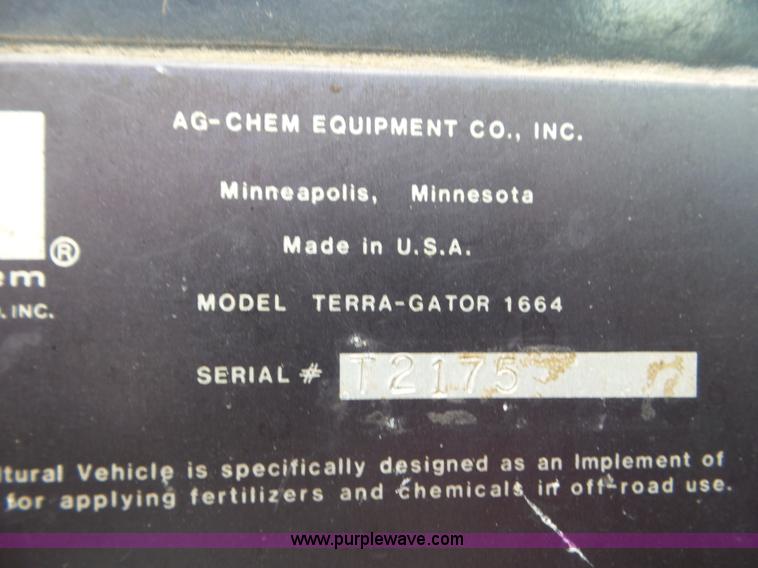 AG-CHEM EQUIPMENT CO., INC.
Minneapolis, Minnesota
Made in U.S.A.
®
em
. INC.
MODEL TERRA-GATOR 1664
SERIAL # T2175
ltural Vehicle is specifically designed as an Implement of
for applying fertilizers and chemicals in off-road use.
www.purplewave.com